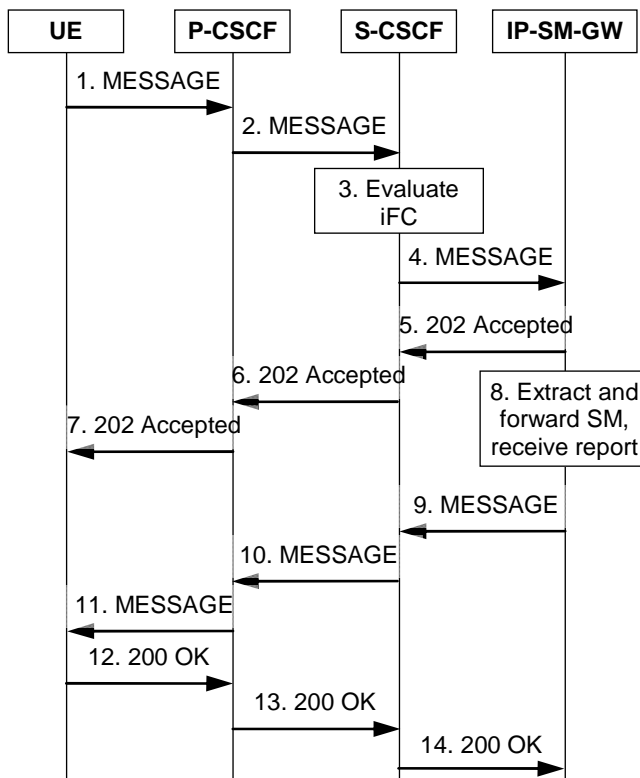 UE
P-CSCF
S-CSCF
IP-SM-GW
1. MESSAGE
2. MESSAGE
3. Evaluate
iFC
4. MESSAGE
5. 202 Accepted
6. 202 Accepted
7. 202 Accepted
8. Extract and
forward SM,
receive report
9. MESSAGE
10. MESSAGE
11. MESSAGE
12. 200 OK
13. 200 OK
14. 200 OK